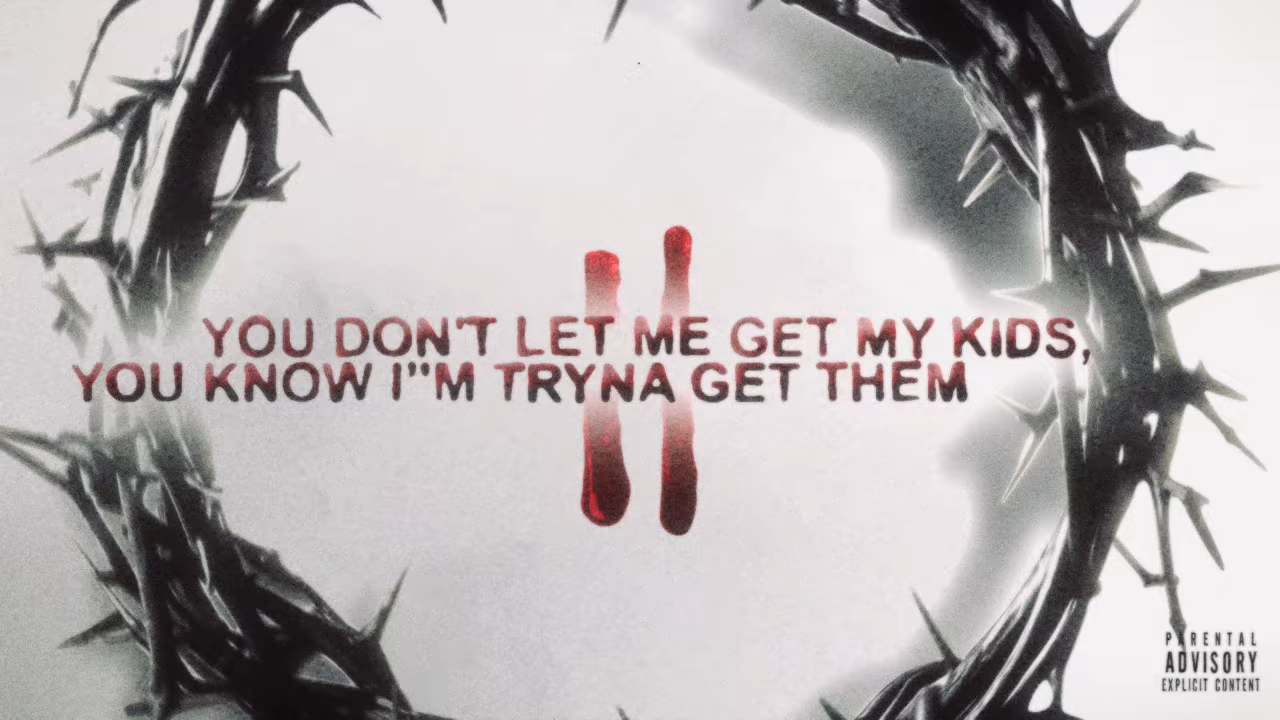 YOU DON'T LET ME GET MY KIDS,
YOU KNOW I"M TRYNA GET THEM
PARENTAL
ADVISORY
EXPLICIT CONTENT